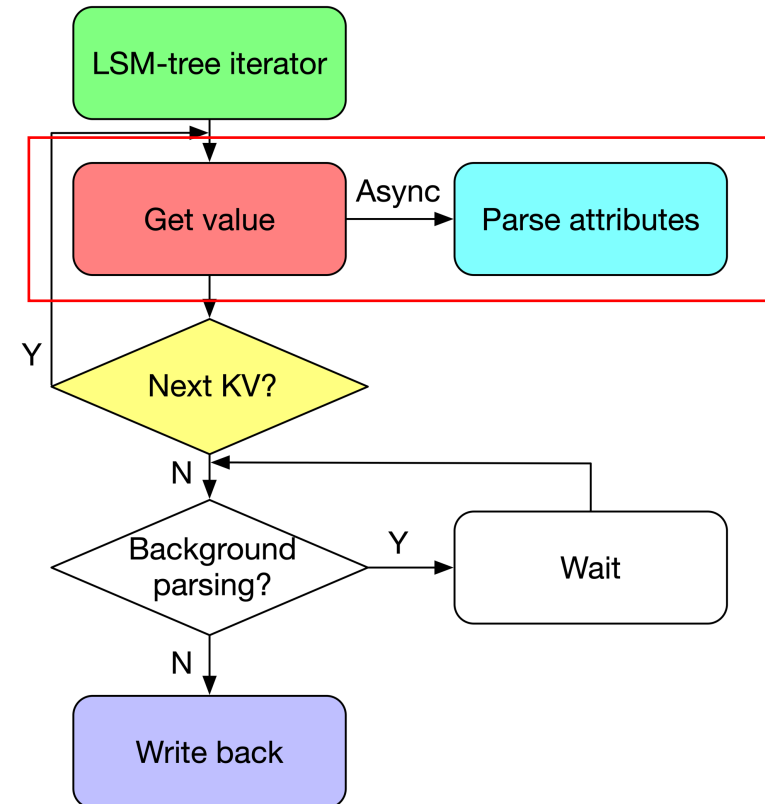 LSM-tree iterator
Get value
Async
Parse attributes
Y
Next KV?
N
Background
parsing?
Y
Wait
N
Write back